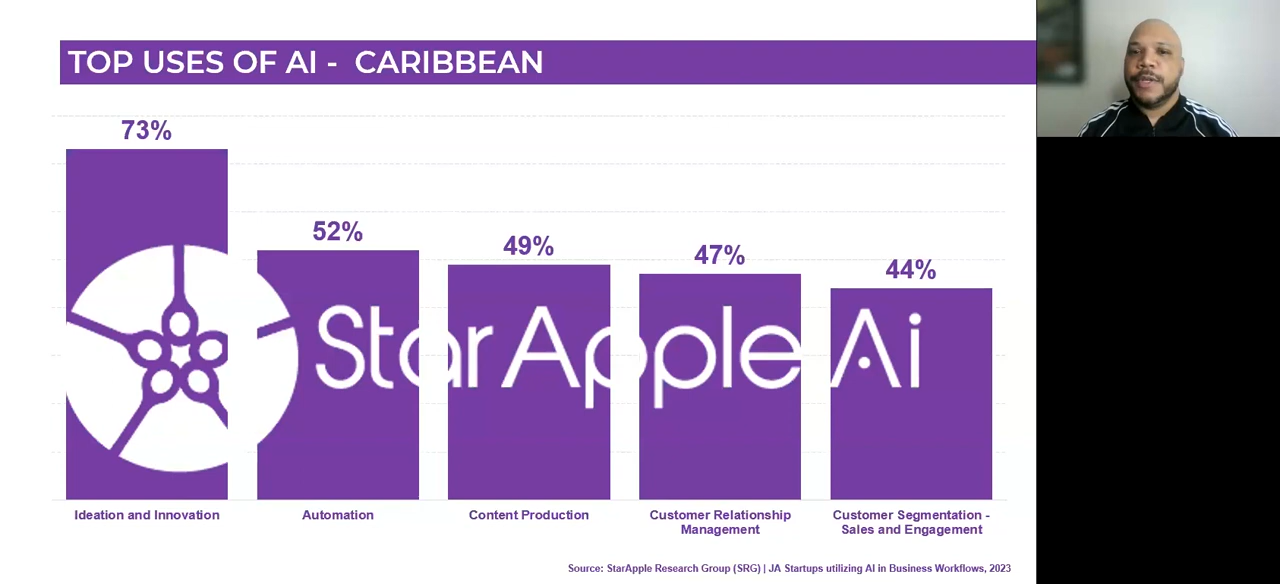 TOP USES OF AI - CARIBBEAN
73%
52%
49%
47%
44%
StarApple Ai
Ideation and Innovation
Automation
Content Production
Customer Relationship
Management
Customer Segmentation -
Sales and Engagement
Source: StarApple Research Group (SRG) | JA Startups utilizing AI in Business Workflows, 2023